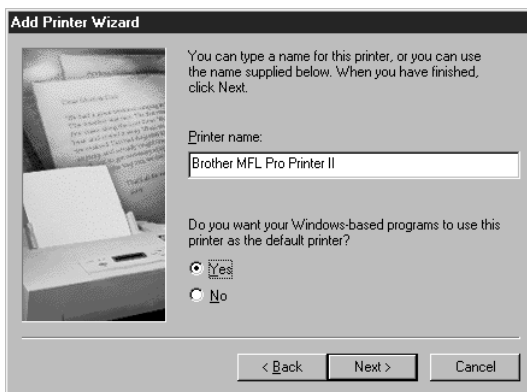 Add Printer Wizard
You can type a name for this printer, or you can use
the name supplied below. When you have finished,
click Next.
Printer name:
Brother MFL Pro Printer II
Do you want your Windows-based programs to use this
printer as the default printer?
Yes
No
< Back
Next >
Cancel